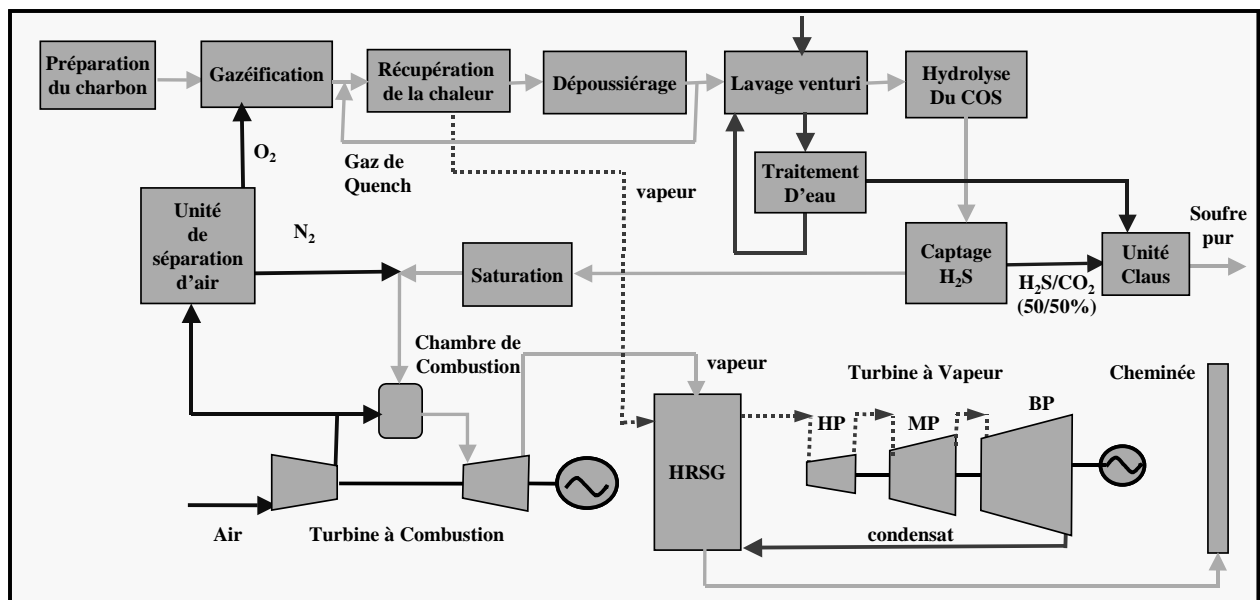 Préparation
du charbon
Gazéification
Récupération
de la chaleur
Dépoussiérage
Lavage venturi
Hydrolyse
Du COS
O2
Gaz de
Quench
vapeur
Traitement
D'eau
Unité
de
séparation
d'air
N2
Saturation
Captage
H2S
H2S/CO2
(50/50%)
Unité
Claus
Soufre
pur
Chambre de
Combustion
vapeur
Turbine à Vapeur
Cheminée
HP
MP
BP
HRSG
condensat
Air
Turbine à Combustion